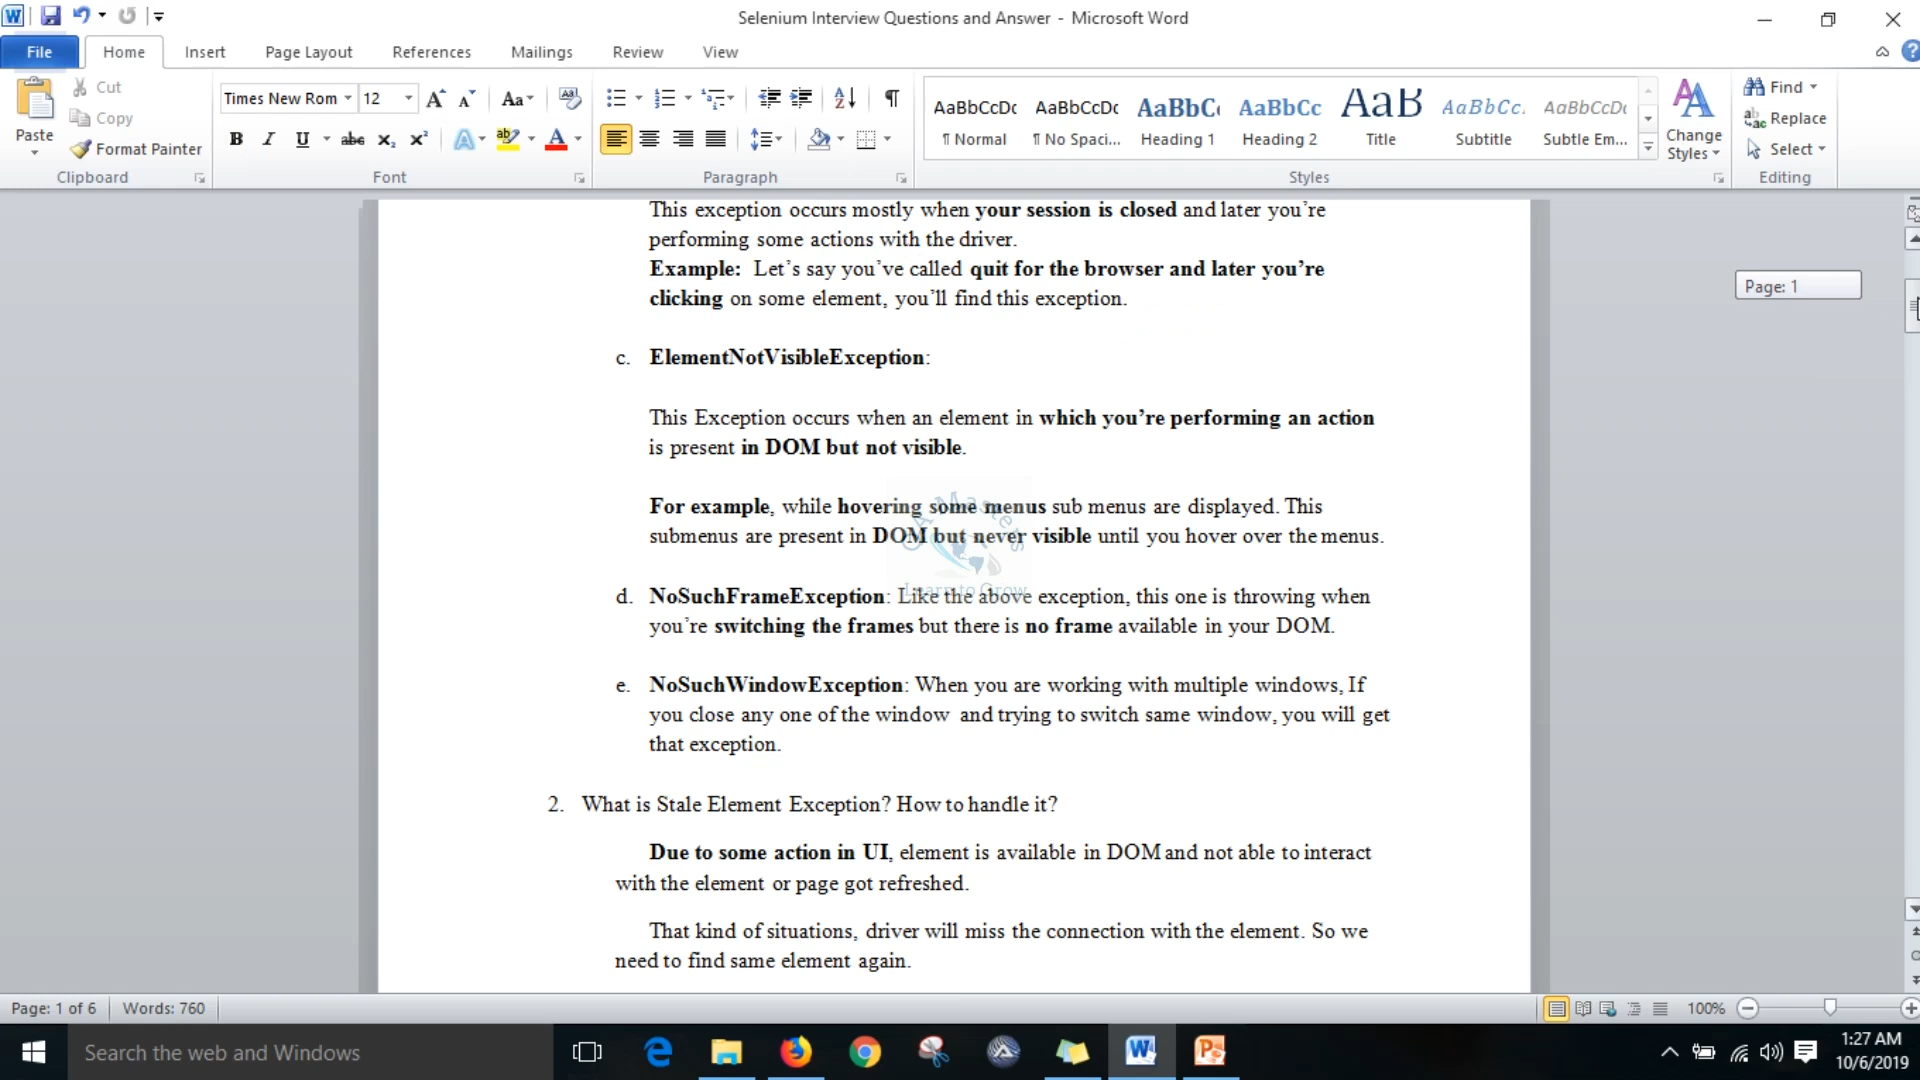 Selenium Interview Questions and Answer - Microsoft Word
File Home Insert Page Layout References Mailings Review View
Paste
Cut
Copy
Format Painter
Clipboard
Times New Rom 12
Font
Paragraph
AaBbCcDc AaBbCcDc AaBbCc AaBbCc AaB AaBbCc. AaBbCcDc
¶ Normal ¶ No Spaci... Heading 1 Heading 2 Title Subtitle Subtle Em...
Change
Styles
Styles
Find
Replace
Select
Editing
This exception occurs mostly when your session is closed and later you’re
performing some actions with the driver.
Example: Let’s say you’ve called quit for the browser and later you’re
clicking on some element, you’ll find this exception.
Page: 1
c. ElementNotVisibleException:
This Exception occurs when an element in which you’re performing an action
is present in DOM but not visible.
For example, while hovering some menus sub menus are displayed. This
submenus are present in DOM but never visible until you hover over the menus.
QA Masters
Learn to Grow
d. NoSuchFrameException: Like the above exception, this one is throwing when
you’re switching the frames but there is no frame available in your DOM.
e. NoSuchWindowException: When you are working with multiple windows, If
you close any one of the window and trying to switch same window, you will get
that exception.
2. What is Stale Element Exception? How to handle it?
Due to some action in UI, element is available in DOM and not able to interact
with the element or page got refreshed.
That kind of situations, driver will miss the connection with the element. So we
need to find same element again.
Page: 1 of 6 Words: 760 100%
Search the web and Windows
1:27 AM
10/6/2019